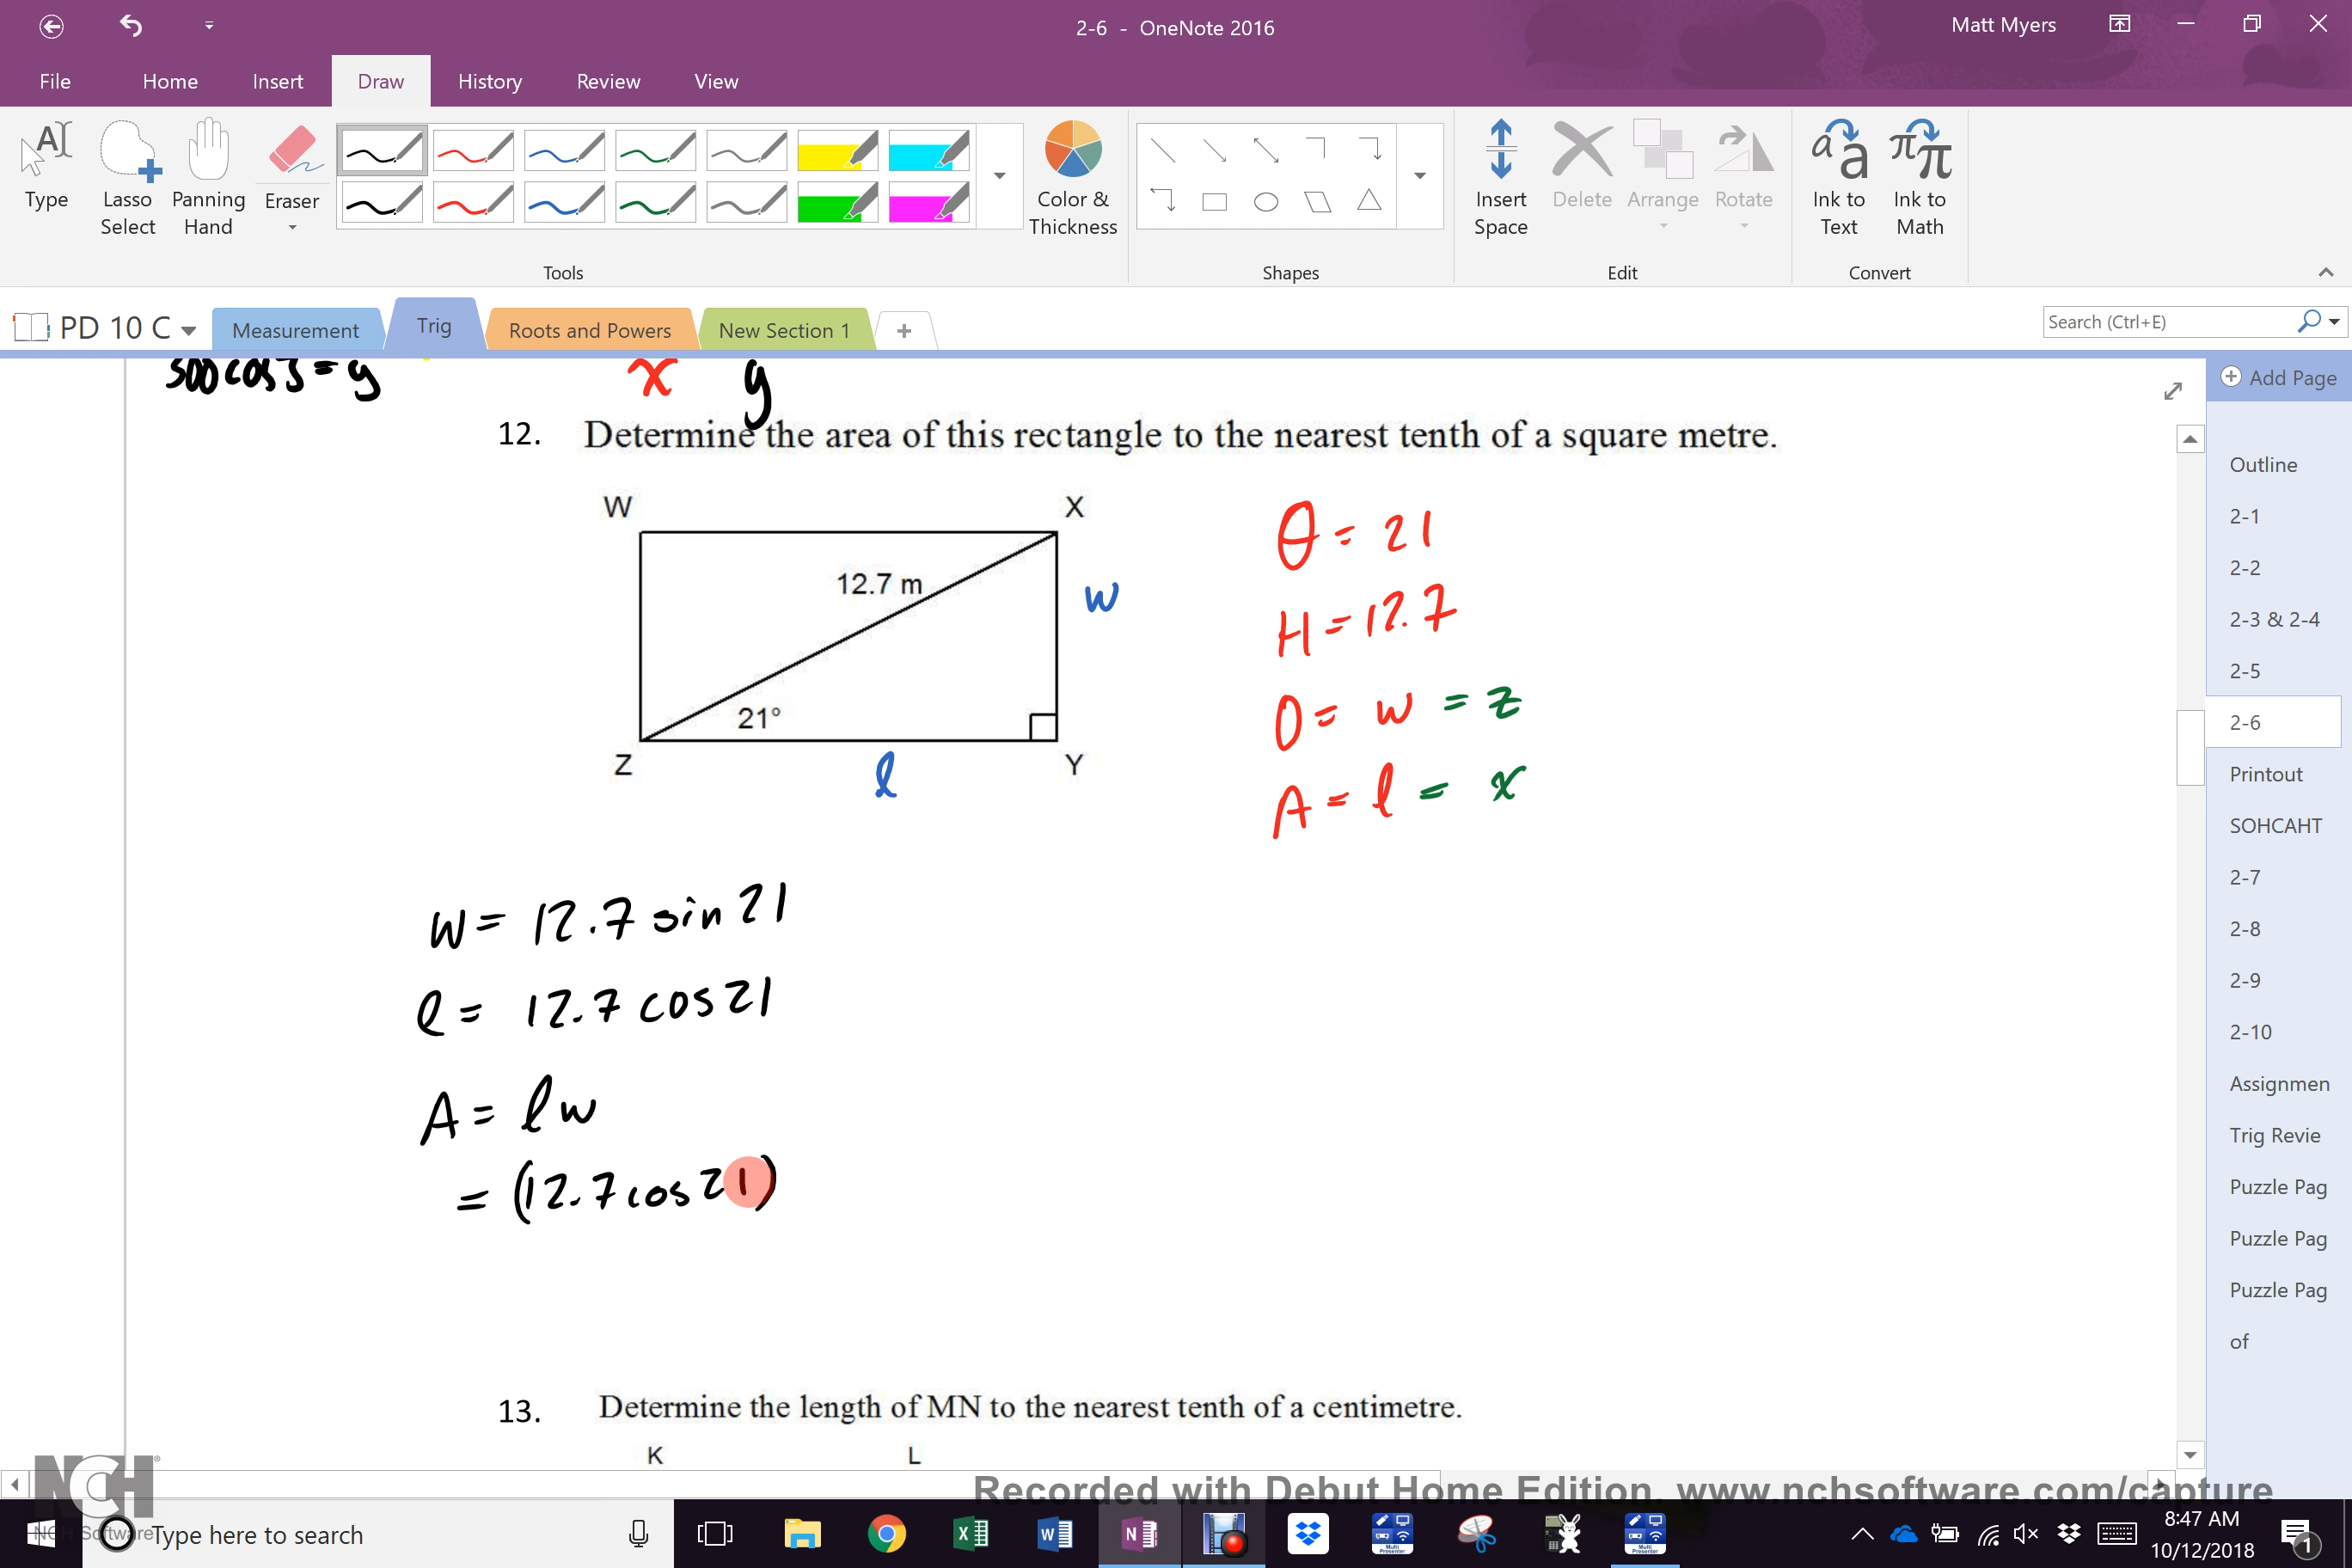 2-6 - OneNote 2016
Matt Myers
File Home Insert Draw History Review View
Type
Lasso Select
Panning Hand
Eraser
Color & Thickness
Insert Space
Delete
Arrange
Rotate
Ink to Text
Ink to Math
Tools
Shapes
Edit
Convert
PD 10 C
Measurement
Trig
Roots and Powers
New Section 1
+
Search (Ctrl+E)
Add Page
Outline
2-1
2-2
2-3 & 2-4
2-5
2-6
Printout
SOHCAHT
2-7
2-8
2-9
2-10
Assignmen
Trig Revie
Puzzle Pag
Puzzle Pag
Puzzle Pag
of
= y
x y
12. Determine the area of this rectangle to the nearest tenth of a square metre.
W X
12.7 m
w
21°
Z Y
l
θ = 21
H = 12.7
O = w = z
A = l = x
w = 12.7 sin 21
l = 12.7 cos 21
A = l w
= (12.7 cos 21)
13. Determine the length of MN to the nearest tenth of a centimetre.
K L
NCH®
NCH Software
Recorded with Debut Home Edition. www.nchsoftware.com/capture
Type here to search
8:47 AM
10/12/2018
1